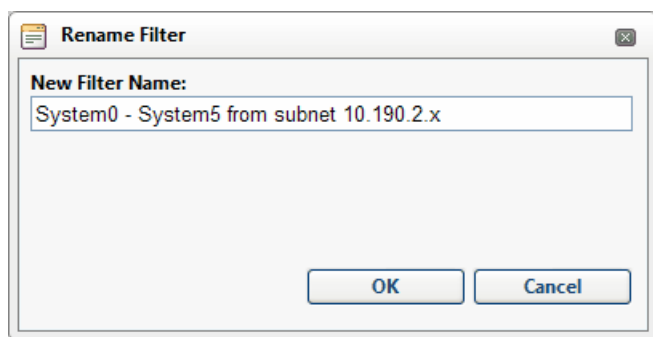 Rename Filter
New Filter Name:
System0 - System5 from subnet 10.190.2.x
OK Cancel